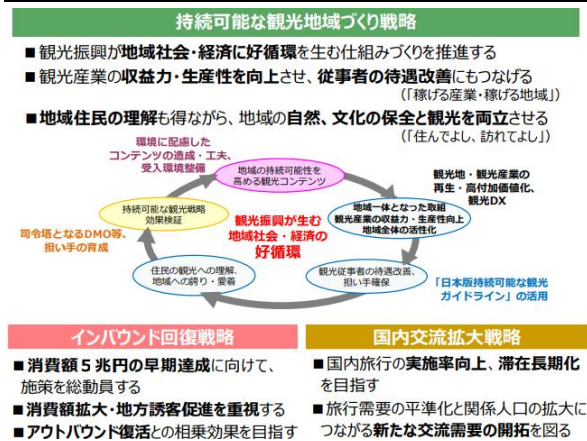 持続可能な観光地域づくり戦略
■観光振興が地域社会・経済に好循環を生む仕組みづくりを推進する
■観光産業の収益力・生産性を向上させ、従事者の待遇改善にもつなげる
(「稼げる産業・稼げる地域」)
■地域住民の理解も得ながら、地域の自然、文化の保全と観光を両立させる
(「住んでよし、訪れてよし」)
環境に配慮した
コンテンツの造成・工夫、
受入環境整備
地域の持続可能性を
高める観光コンテンツ
観光地・観光産業の
再生・高付加価値化、
観光DX
地域一体となった取組
観光産業の収益力・生産性向上
地域全体の活性化
持続可能な観光戦略
効果検証
観光振興が生む
地域社会・経済の
好循環
司令塔となるDMO等、
担い手の育成
住民の観光への理解、
地域への誇り・愛着
観光従事者の待遇改善、
担い手確保
「日本版持続可能な観光
ガイドライン」の活用
インバウンド回復戦略
■消費額5兆円の早期達成に向けて、
施策を総動員する
■消費額拡大・地方誘客促進を重視する
■アウトバウンド復活との相乗効果を目指す
国内交流拡大戦略
■国内旅行の実施率向上、滞在長期化
を目指す
■旅行需要の平準化と関係人口の拡大に
つながる新たな交流需要の開拓を図る